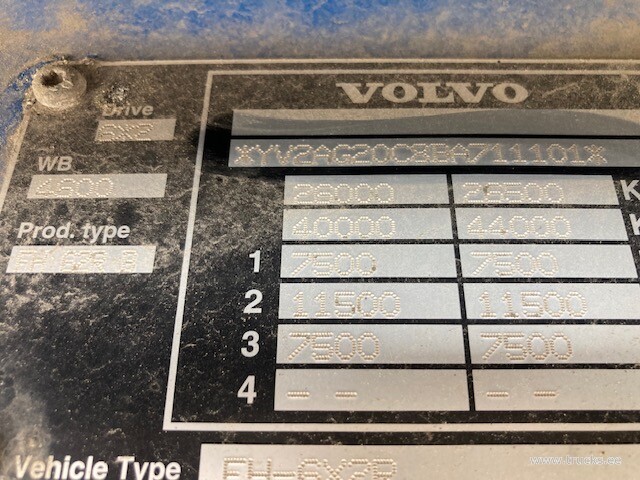 VOLVO
Drive
6X2
*YV2AG20C2BA711101*
WB
4600
26000 26500 K
40000 44000 K
Prod. type
1 7500 7500
2 11500 11500
3 7500 7500
4 - - - -
Vehicle Type FH-6X2R
www.trucks.ee